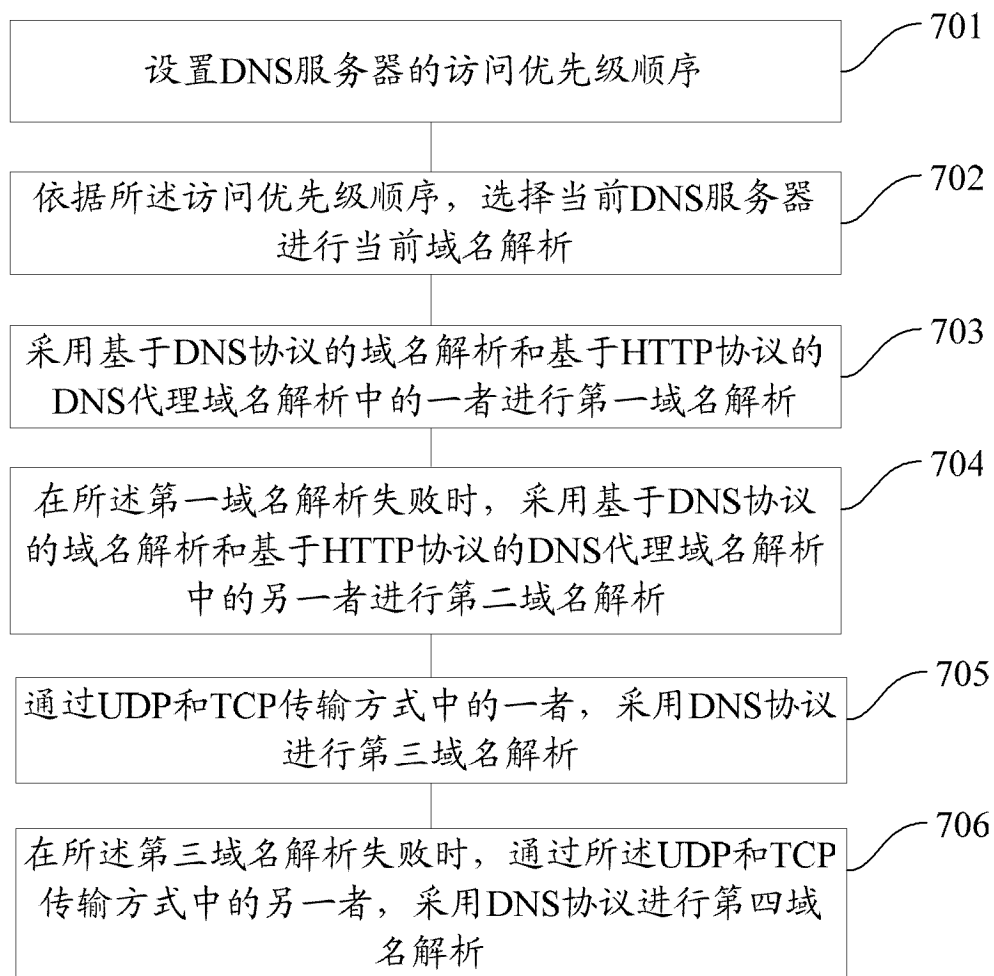 701
设置DNS服务器的访问优先级顺序
702
依据所述访问优先级顺序，选择当前DNS服务器
进行当前域名解析
703
采用基于DNS协议的域名解析和基于HTTP协议的
DNS代理域名解析中的一者进行第一域名解析
704
在所述第一域名解析失败时，采用基于DNS协议
的域名解析和基于HTTP协议的DNS代理域名解析
中的另一者进行第二域名解析
705
通过UDP和TCP传输方式中的一者，采用DNS协议
进行第三域名解析
706
在所述第三域名解析失败时，通过所述UDP和TCP
传输方式中的另一者，采用DNS协议进行第四域
名解析